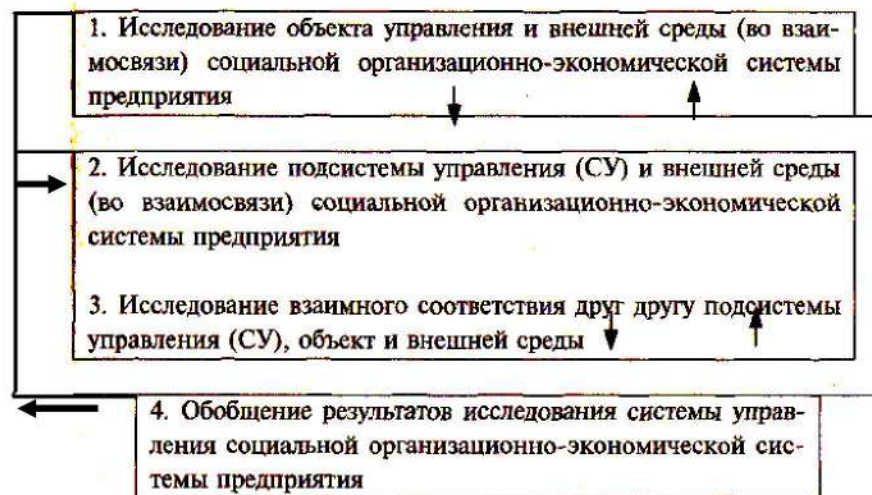 1. Исследование объекта управления и внешней среды (во взаи-
мосвязи) социальной организационно-экономической системы
предприятия
2. Исследование подсистемы управления (СУ) и внешней среды
(во взаимосвязи) социальной организационно-экономической
системы предприятия
3. Исследование взаимного соответствия друг другу подсистемы
управления (СУ), объект и внешней среды
4. Обобщение результатов исследования системы управ-
ления социальной организационно-экономической сис-
темы предприятия